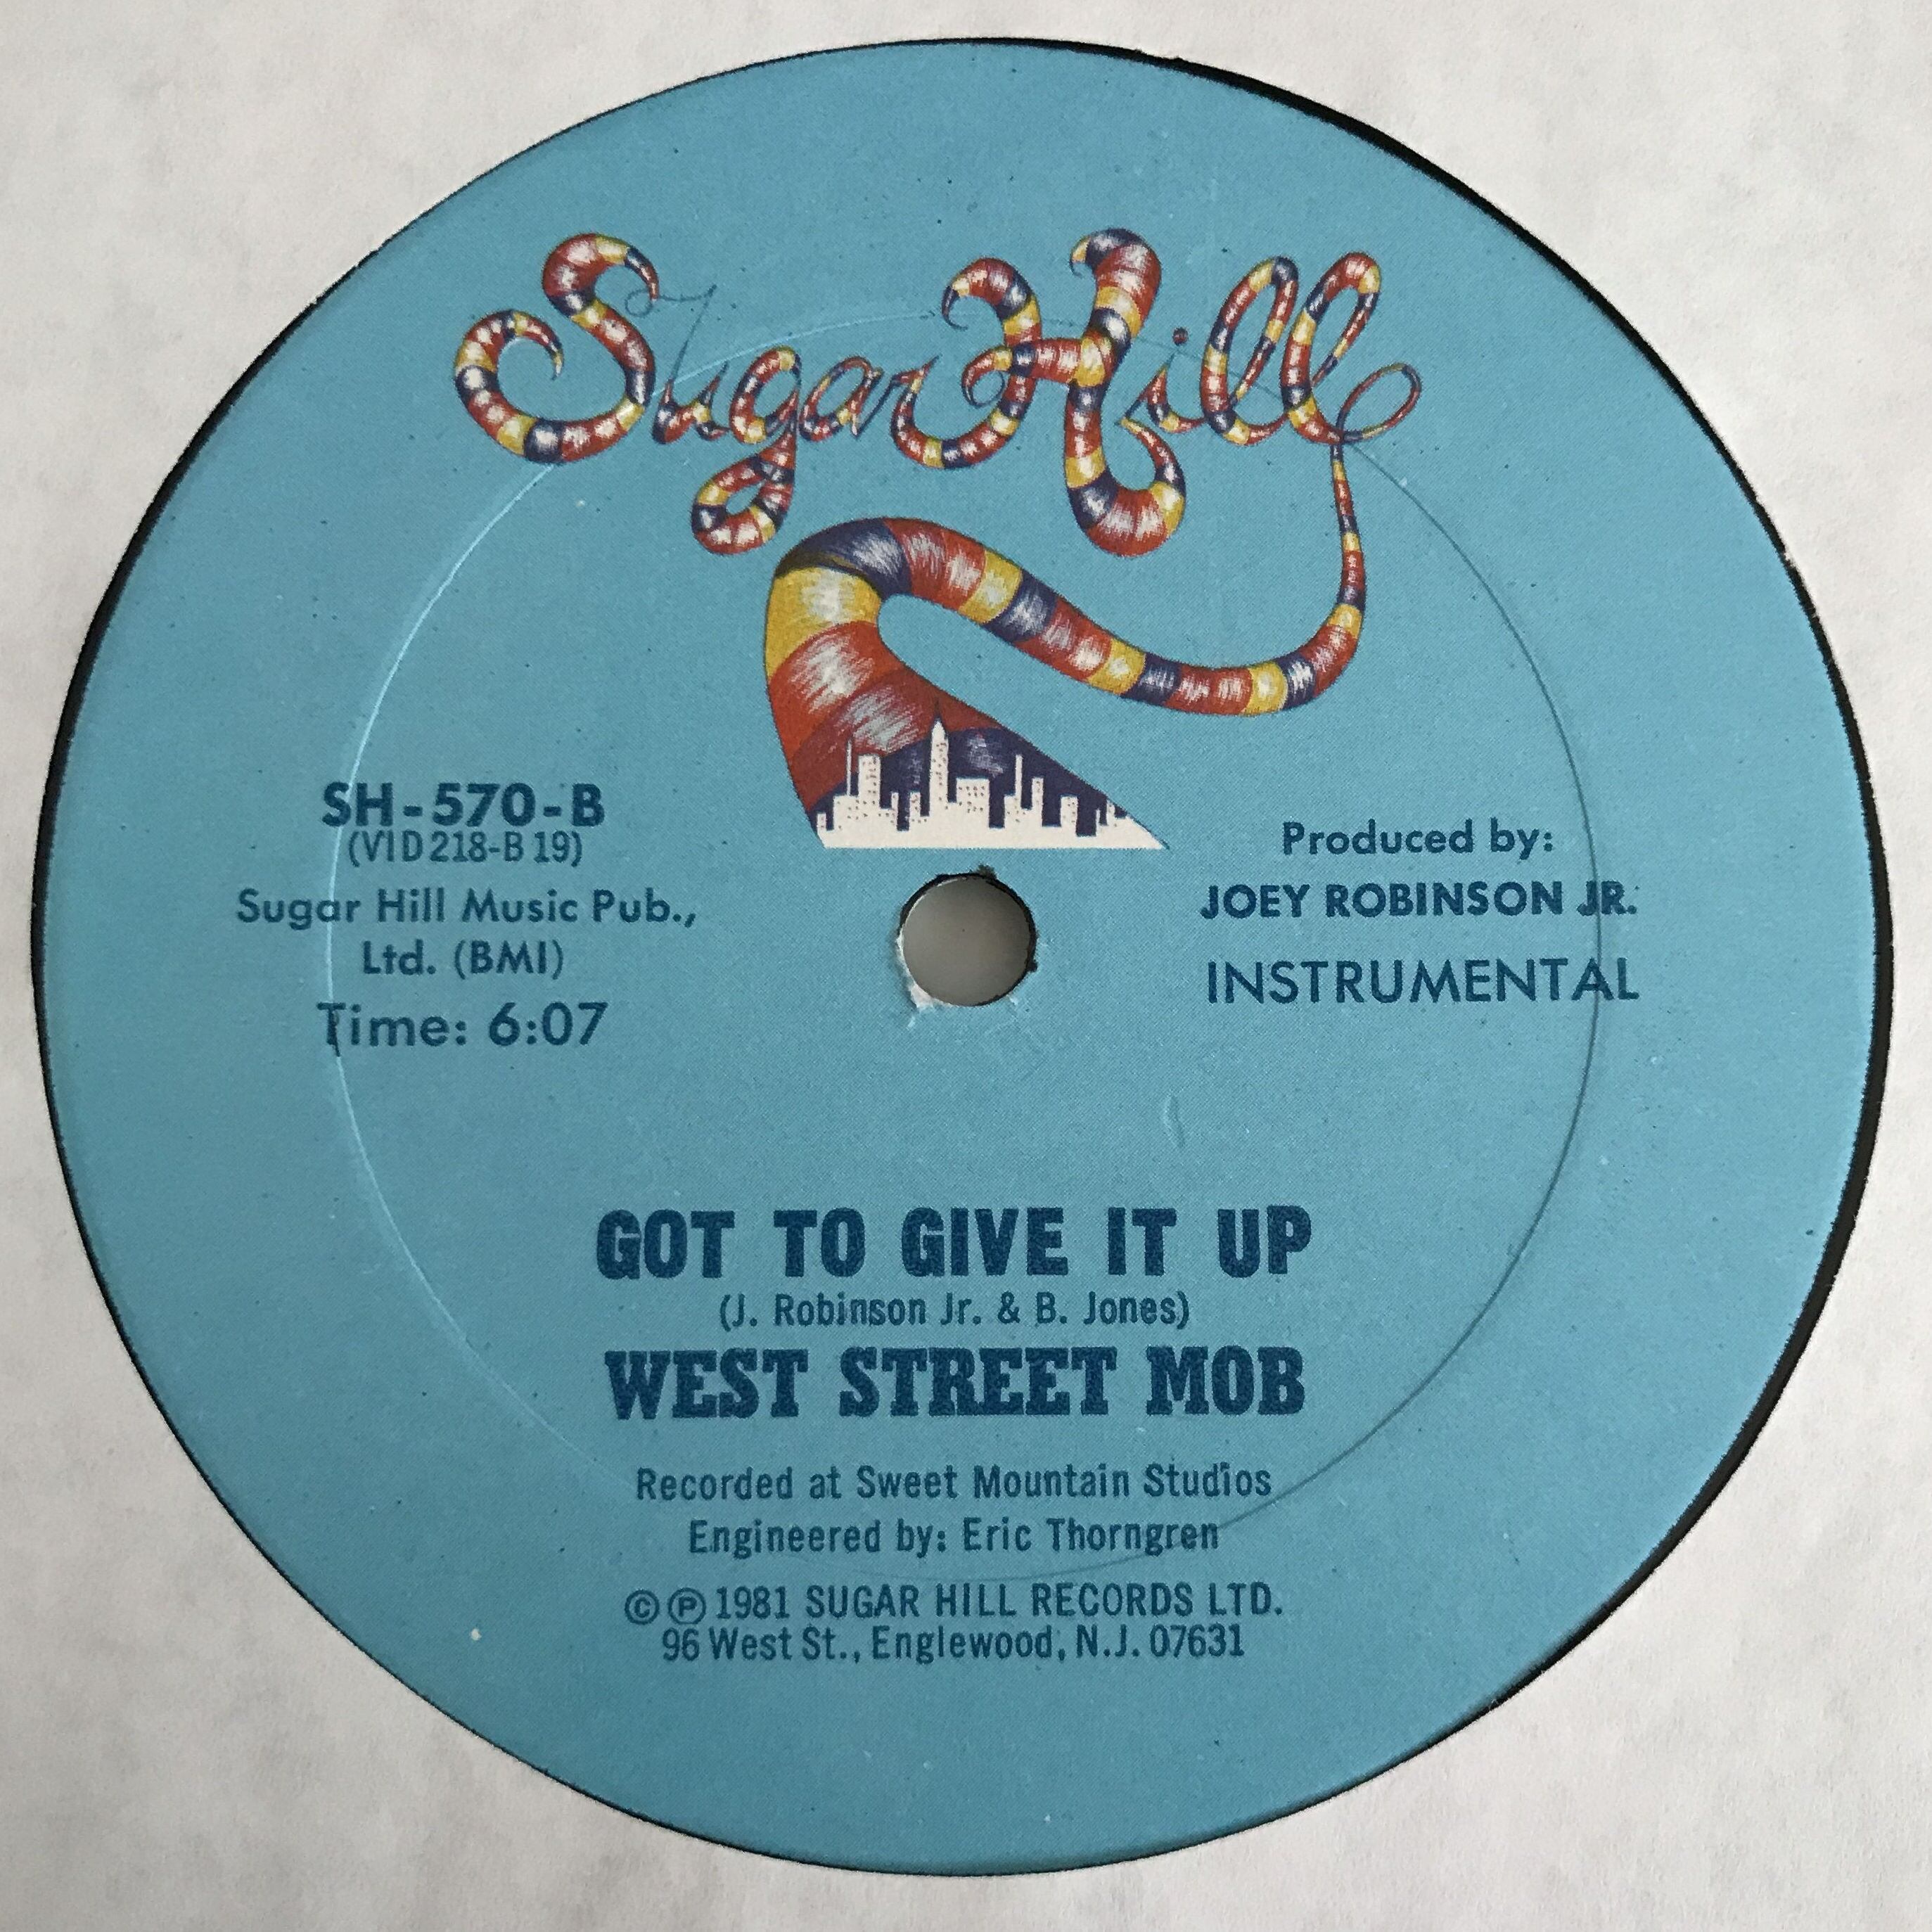 Sugar Hill
SH-570-B
(VID 218-B 19)
Sugar Hill Music Pub.,
Ltd. (BMI)
Time: 6:07
Produced by:
JOEY ROBINSON JR.
INSTRUMENTAL
GOT TO GIVE IT UP
(J. Robinson Jr. & B. Jones)
WEST STREET MOB
Recorded at Sweet Mountain Studios
Engineered by: Eric Thorngren
© ℗ 1981 SUGAR HILL RECORDS LTD.
96 West St., Englewood, N.J. 07631